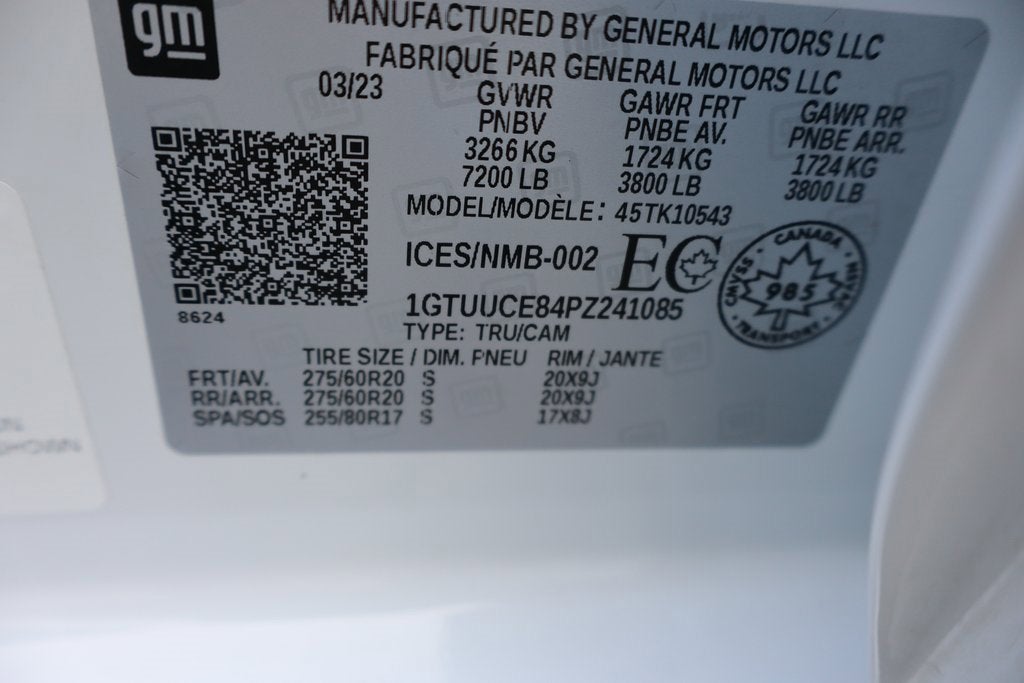 gm
MANUFACTURED BY GENERAL MOTORS LLC
FABRIQUÉ PAR GENERAL MOTORS LLC
03/23
GVWR GAWR FRT GAWR RR
PNBV PNBE AV. PNBE ARR.
3266 KG 1724 KG 1724 KG
7200 LB 3800 LB 3800 LB
MODEL/MODÈLE: 45TK10543
ICES/NMB-002 EC
CANADA
CMVSS • NSVAC
985
TRANSPORT
1GTUUCE84PZ241085
8624
TYPE: TRU/CAM
TIRE SIZE / DIM. PNEU RIM / JANTE
FRT/AV. 275/60R20 S 20X9J
RR/ARR. 275/60R20 S 20X9J
SPA/SOS 255/80R17 S 17X8J